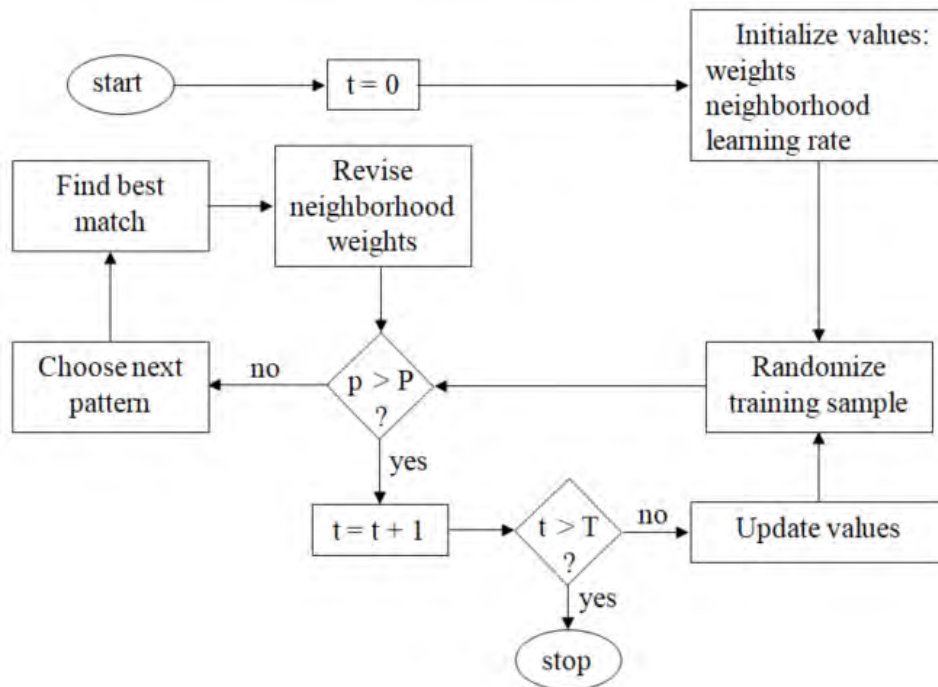 start
t = 0
Initialize values:
weights
neighborhood
learning rate
Find best
match
Revise
neighborhood
weights
Choose next
pattern
no
p > P
?
Randomize
training sample
yes
t = t + 1
t > T
?
no
Update values
yes
stop